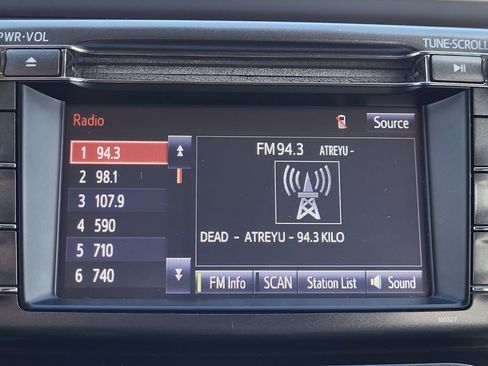 PWR•VOL
TUNE•SCROLL
Radio
Source
1 94.3
2 98.1
3 107.9
4 590
5 710
6 740
FM 94.3 ATREYU -
DEAD - ATREYU - 94.3 KILO
FM Info SCAN Station List Sound
100327